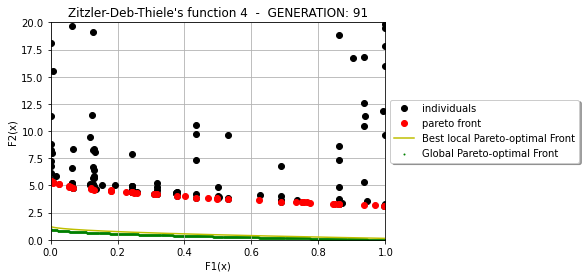 Zitzler-Deb-Thiele's function 4 - GENERATION: 91
20.0
17.5
15.0
12.5
10.0
7.5
5.0
2.5
0.0
F2(x)
0.0 0.2 0.4 0.6 0.8 1.0
F1(x)
individuals
pareto front
Best local Pareto-optimal Front
Global Pareto-optimal Front